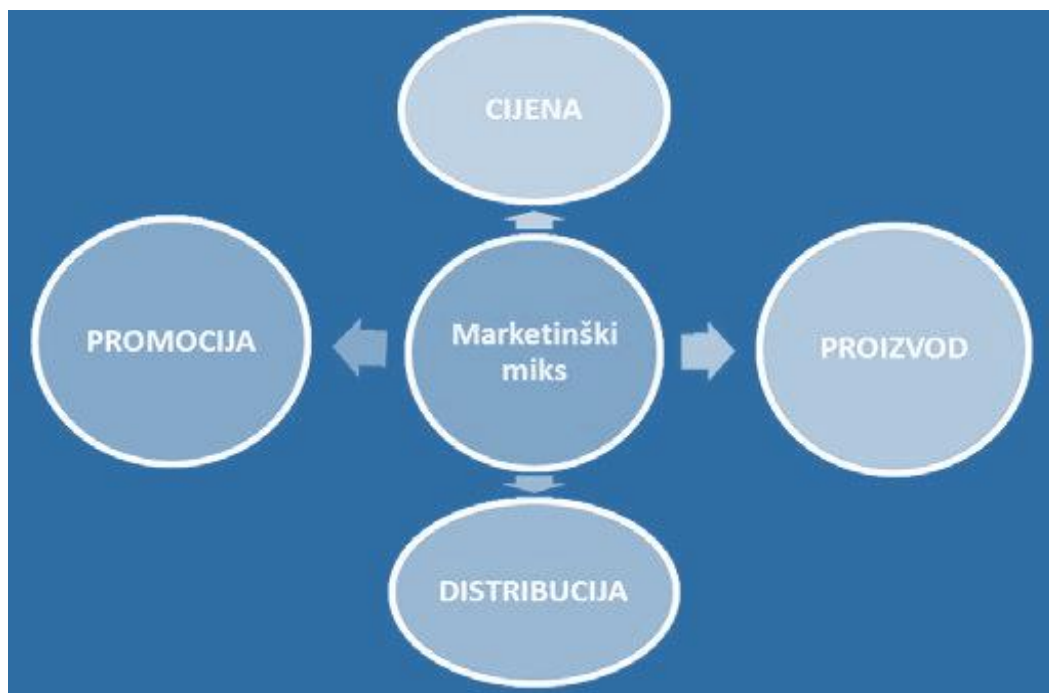 CIJENA
PROMOCIJA
Marketinški
miks
PROIZVOD
DISTRIBUCIJA